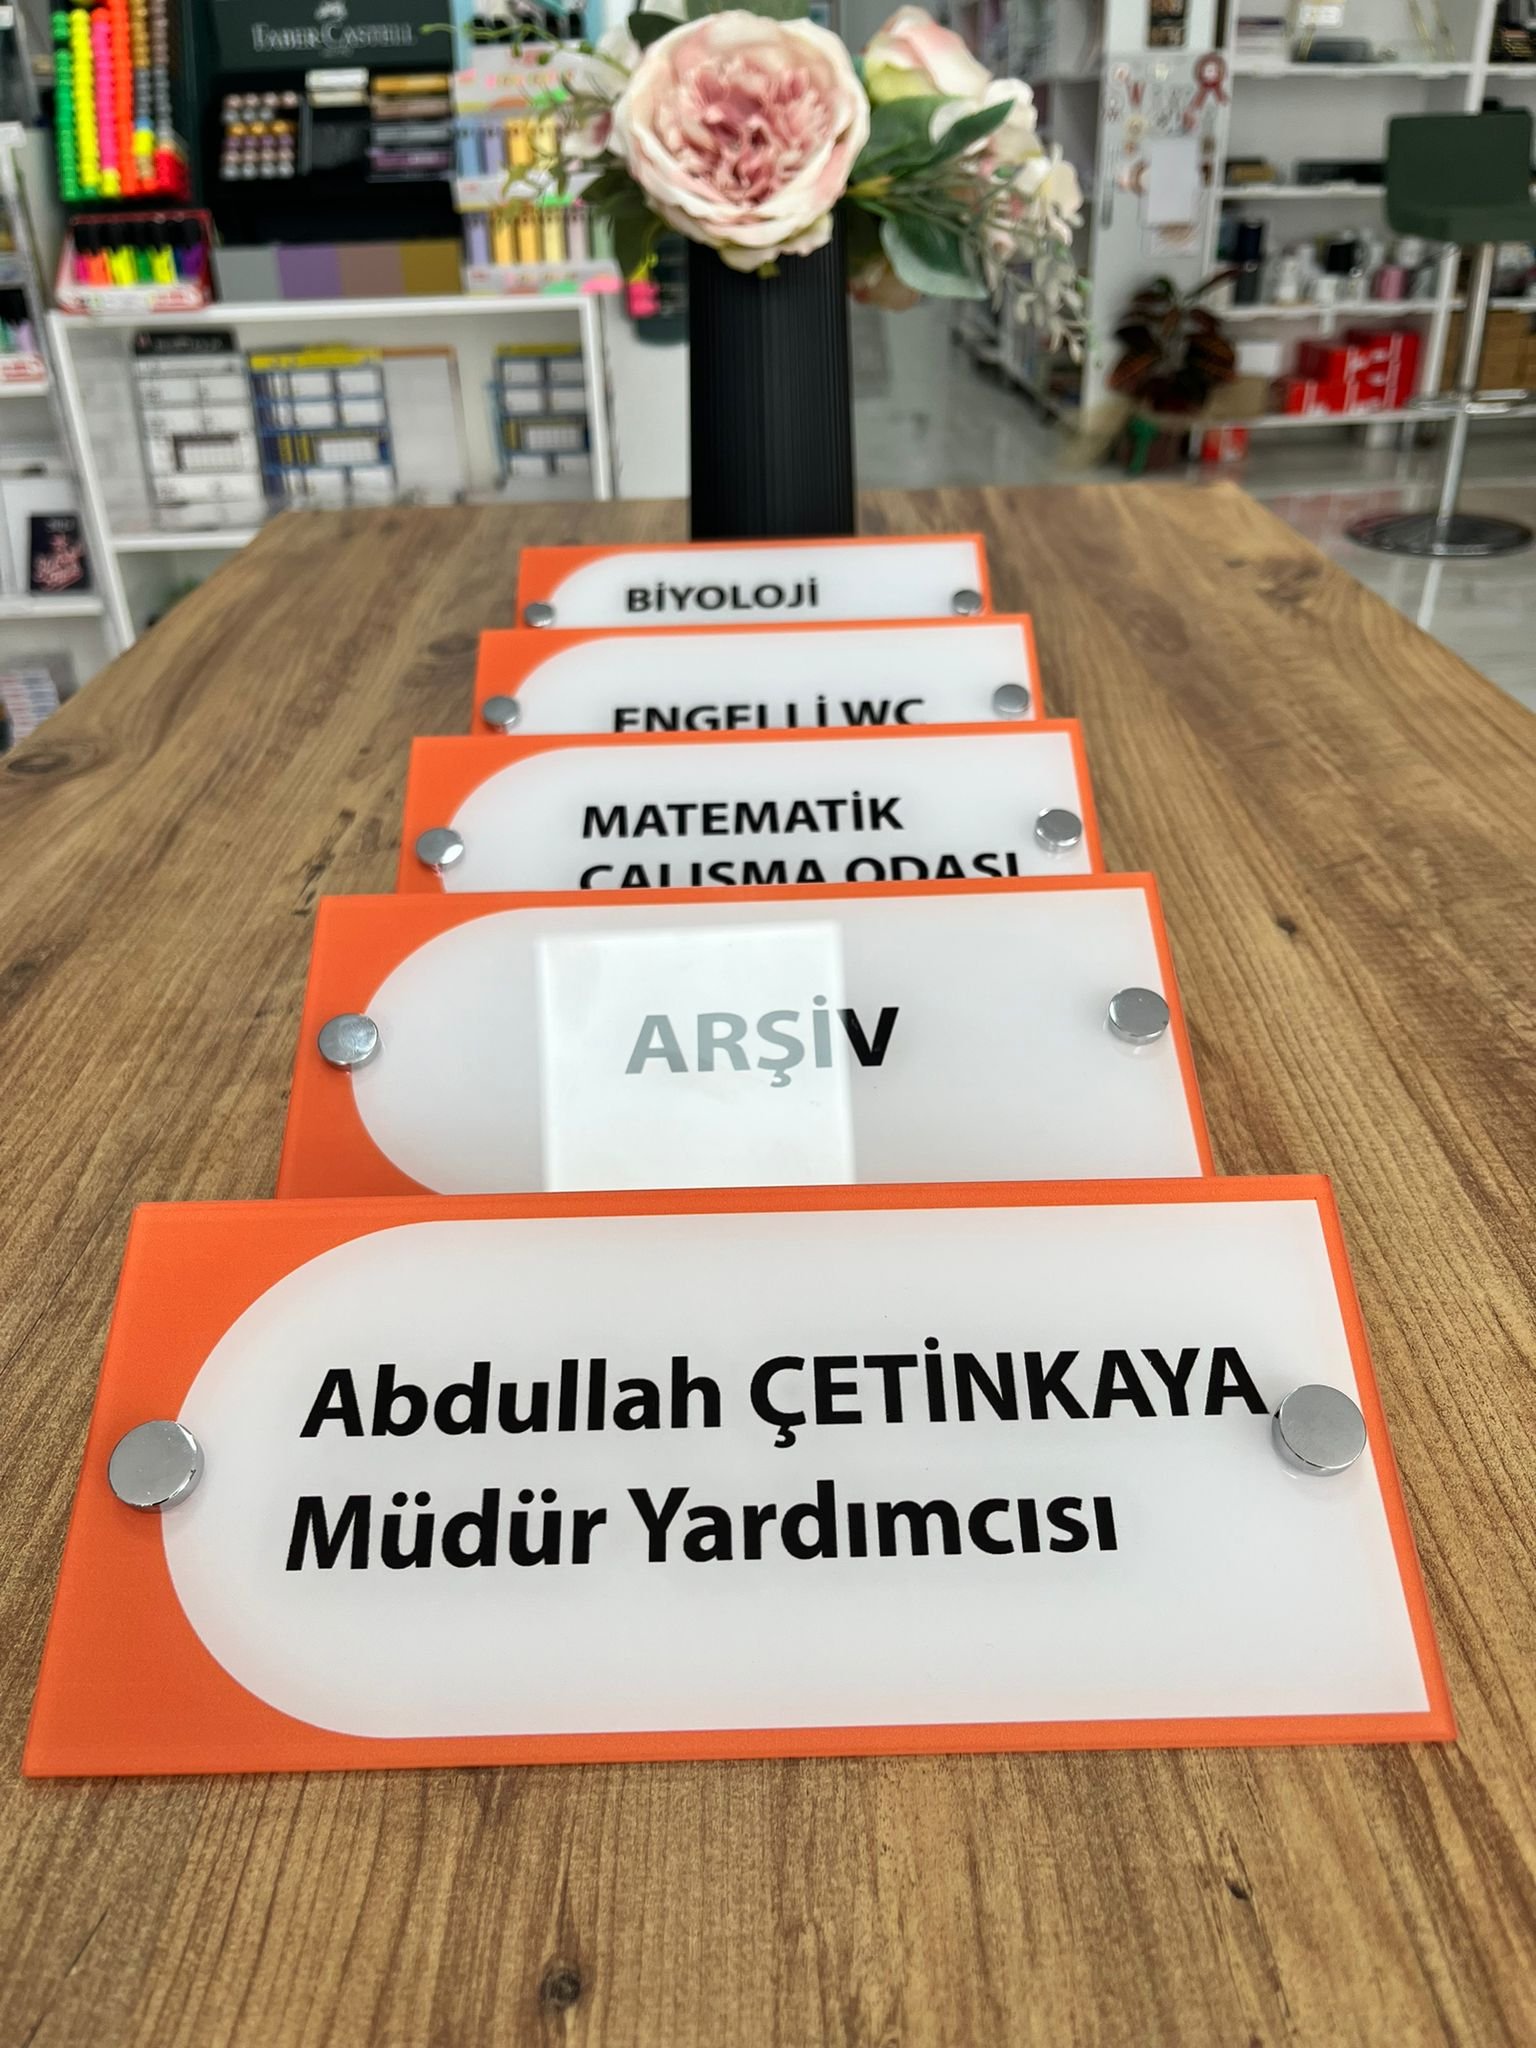 FABER-CASTELL
BİYOLOJİ
ENGELLİ WC
MATEMATİK
ÇALIŞMA ODASI
ARŞİV
Abdullah ÇETİNKAYA
Müdür Yardımcısı